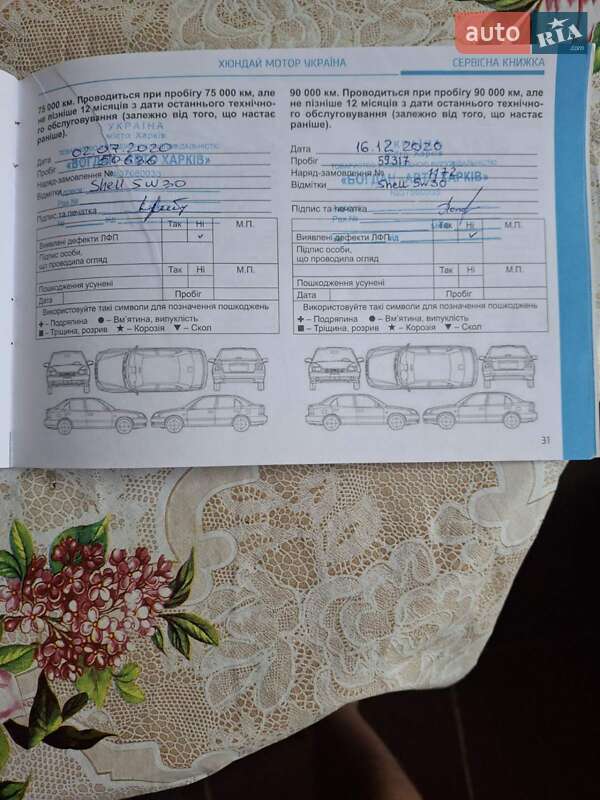 auto RIA .com
ХЮНДАЙ МОТОР УКРАЇНА
СЕРВІСНА КНИЖКА
75 000 км. Проводиться при пробігу 75 000 км, але
не пізніше 12 місяців з дати останнього технічно-
го обслуговування (залежно від того, що настає
раніше).
УКРАЇНА
місто Харків
Дата 02.07.2020
«БОГДАН ХАРКІВ»
Пробіг 50626
Наряд-замовлення №
Відмітки Shell 5w30
Підпис та печатка
Так Ні М.П.
Виявлені дефекти ЛФП ✓
Підпис особи,
що проводила огляд
Так Ні М.П.
Пошкодження усунені
Дата Пробіг
Використовуйте такі символи для позначення пошкоджень
+ – Подряпина ● – Вм'ятина, випуклість
■ – Тріщина, розрив ★ – Корозія ▼ – Скол
90 000 км. Проводиться при пробігу 90 000 км, але
не пізніше 12 місяців з дати останнього технічно-
го обслуговування (залежно від того, що настає
раніше).
Дата 16.12.2020
Пробіг 59317
Наряд-замовлення № 1176
Відмітки Shell 5w30
Підпис та печатка
Так Ні М.П.
Виявлені дефекти ЛФП ✓
Підпис особи,
що проводила огляд
Так Ні М.П.
Пошкодження усунені
Дата Пробіг
Використовуйте такі символи для позначення пошкоджень
+ – Подряпина ● – Вм'ятина, випуклість
■ – Тріщина, розрив ★ – Корозія ▼ – Скол
31